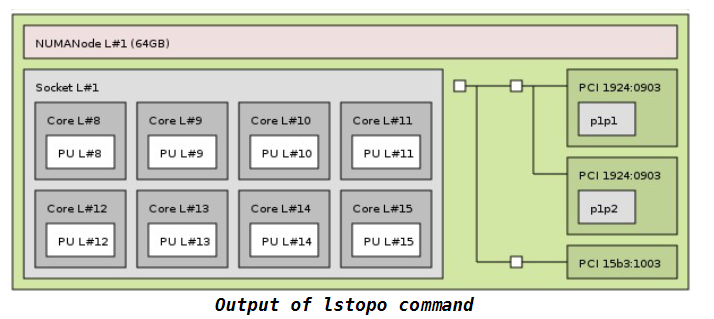 NUMANode L#1 (64GB)
Socket L#1
Core L#8
PU L#8
Core L#9
PU L#9
Core L#10
PU L#10
Core L#11
PU L#11
Core L#12
PU L#12
Core L#13
PU L#13
Core L#14
PU L#14
Core L#15
PU L#15
PCI 1924:0903
p1p1
PCI 1924:0903
p1p2
PCI 15b3:1003
Output of lstopo command